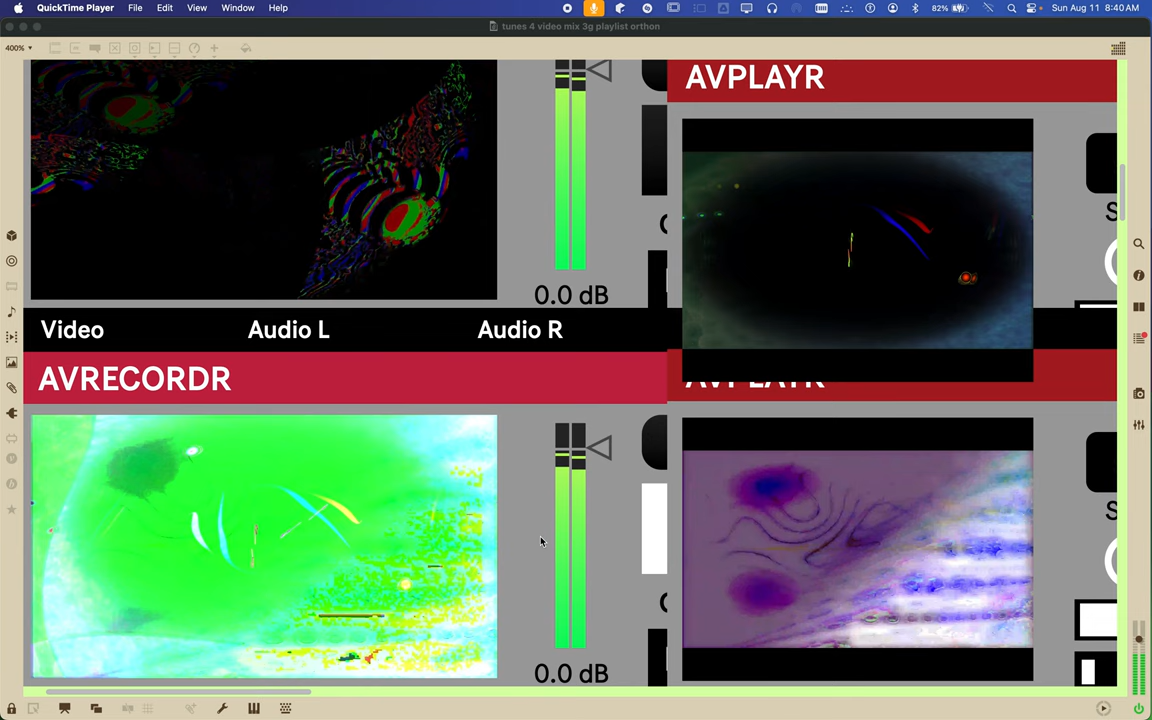 QuickTime Player File Edit View Window Help
82% Sun Aug 11 8:40 AM
tunes 4 video mix 3g playlist orthon
400%
AVPLAYR
0.0 dB
Video Audio L Audio R
AVRECORDR
AVPLAYR
0.0 dB